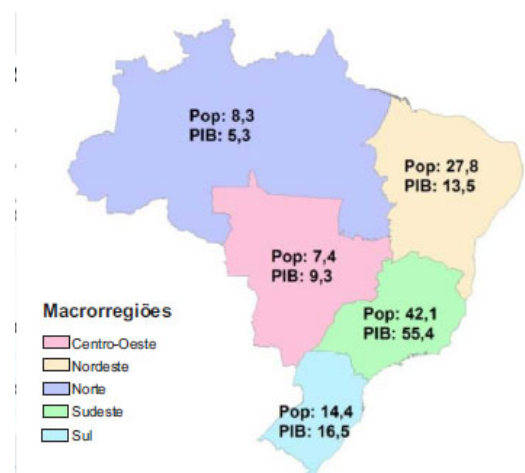 Pop: 8,3
PIB: 5,3
Pop: 27,8
PIB: 13,5
Pop: 7,4
PIB: 9,3
Pop: 42,1
PIB: 55,4
Pop: 14,4
PIB: 16,5
Macrorregiões
Centro-Oeste
Nordeste
Norte
Sudeste
Sul